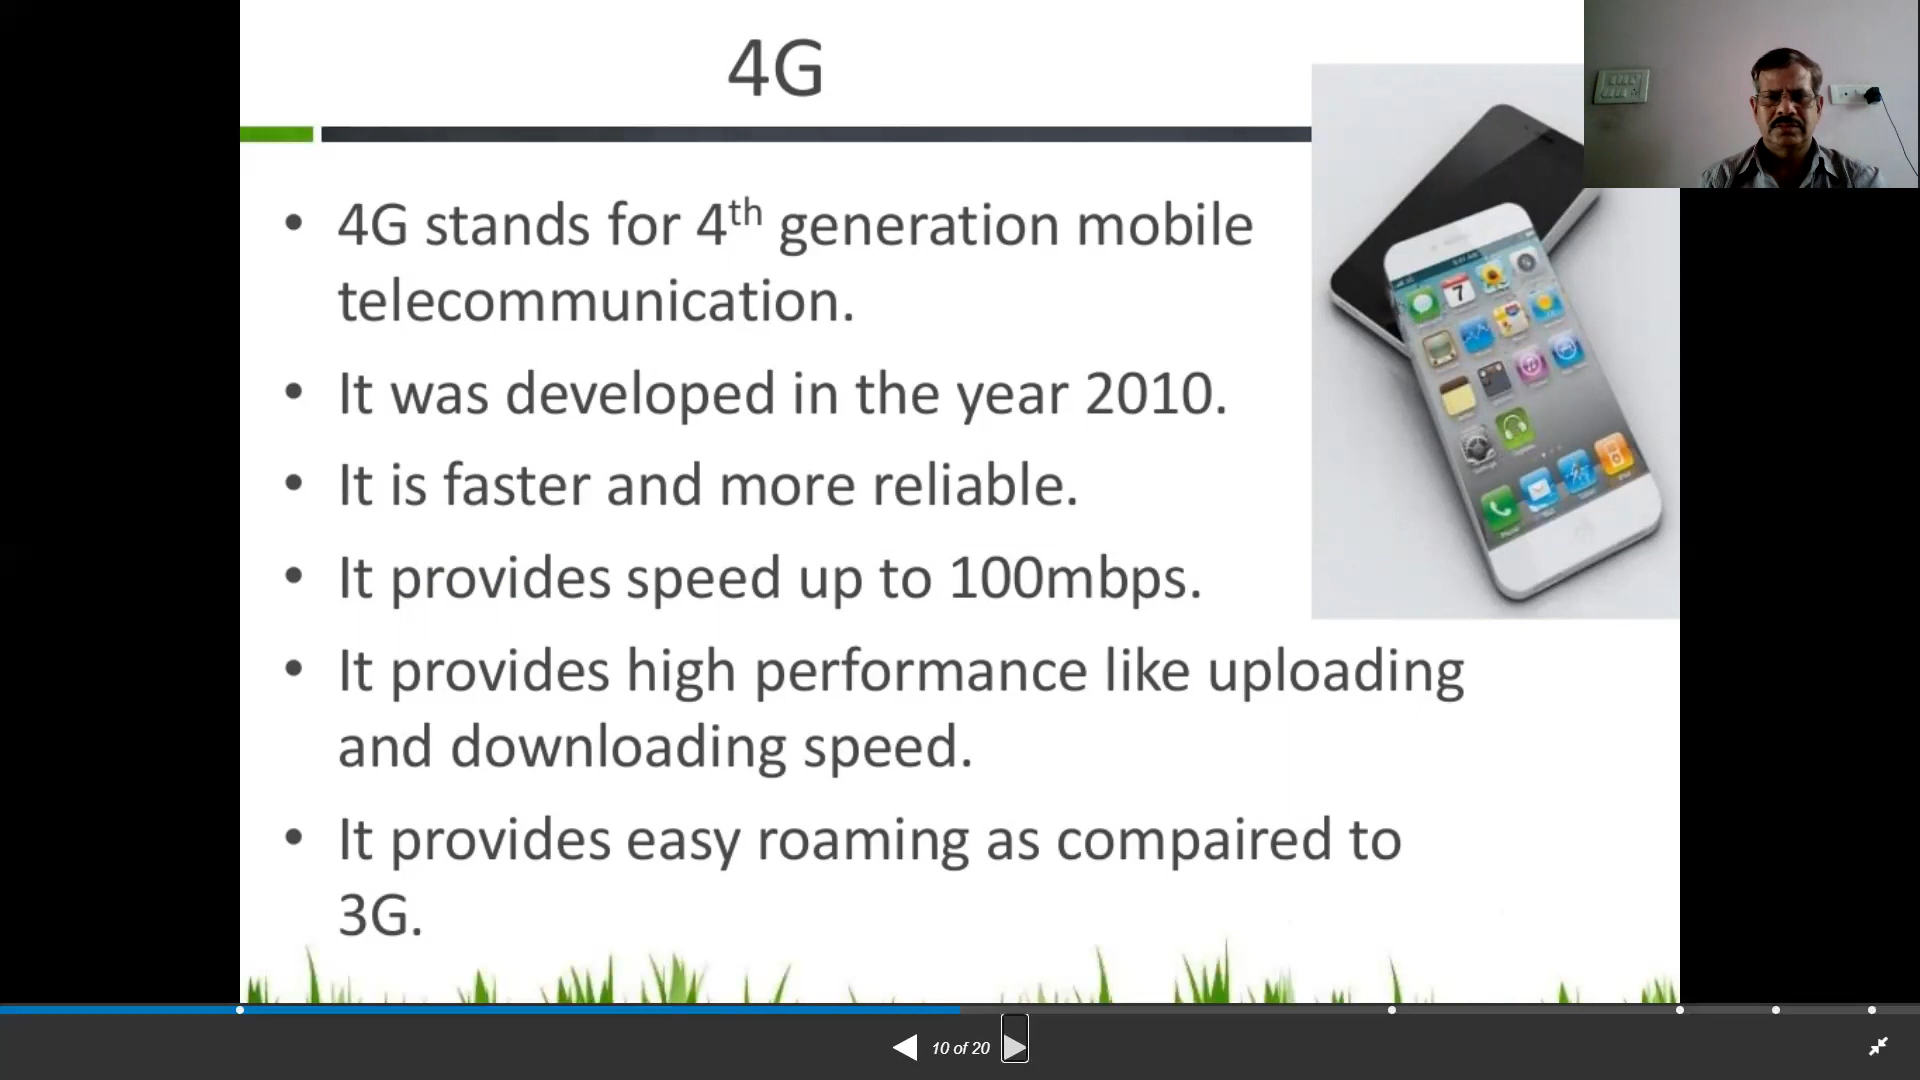 4G
• 4G stands for 4th generation mobile
telecommunication.
• It was developed in the year 2010.
• It is faster and more reliable.
• It provides speed up to 100mbps.
• It provides high performance like uploading
and downloading speed.
• It provides easy roaming as compaired to
3G.
7
10 of 20